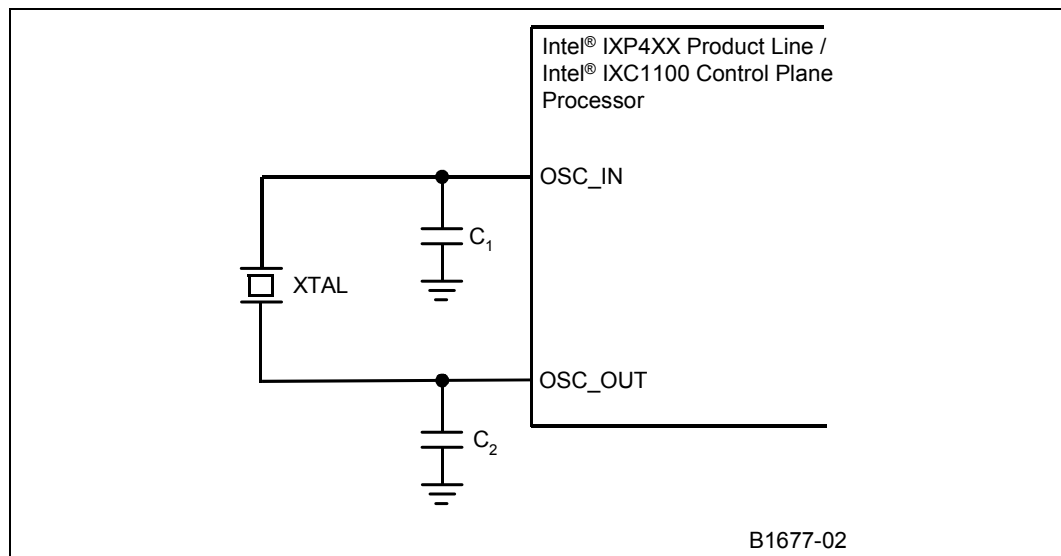 Intel® IXP4XX Product Line /
Intel® IXC1100 Control Plane
Processor
OSC_IN
C1
XTAL
OSC_OUT
C2
B1677-02